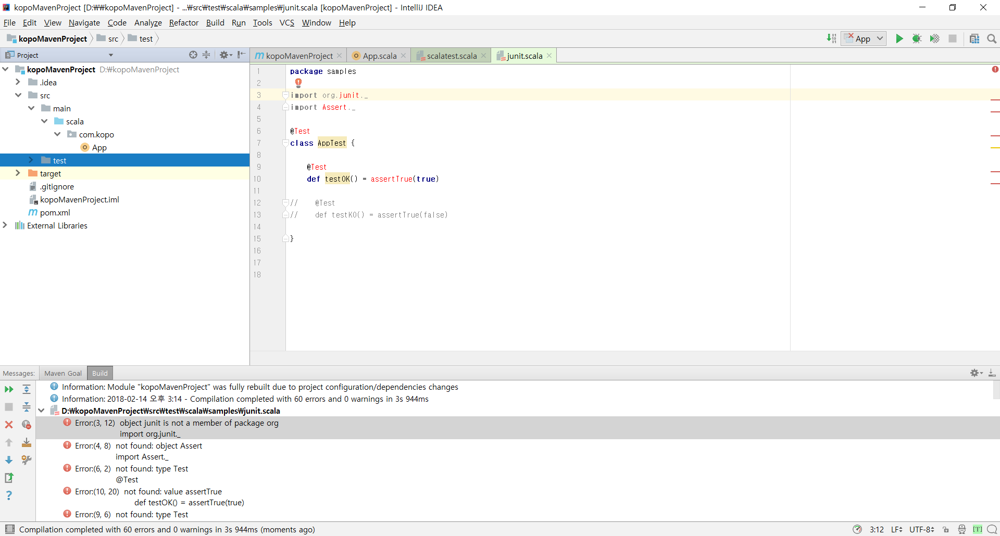 kopoMavenProject [D:₩₩kopoMavenProject] - ...₩src₩test₩scala₩samples₩junit.scala [kopoMavenProject] - IntelliJ IDEA
File Edit View Navigate Code Analyze Refactor Build Run Tools VCS Window Help
kopoMavenProject src test
App
Project
kopoMavenProject App.scala scalatest.scala junit.scala
kopoMavenProject D:₩kopoMavenProject
.idea
src
main
scala
com.kopo
App
test
target
.gitignore
kopoMavenProject.iml
pom.xml
External Libraries
1 package samples
2
3 import org.junit._
4 import Assert._
5
6 @Test
7 class AppTest {
8
9 @Test
10 def testOK() = assertTrue(true)
11
12 //    @Test
13 //    def testKO() = assertTrue(false)
14
15 }
16
17
18
Messages: Maven Goal Build
Information: Module "kopoMavenProject" was fully rebuilt due to project configuration/dependencies changes
Information: 2018-02-14 오후 3:14 - Compilation completed with 60 errors and 0 warnings in 3s 944ms
D:₩kopoMavenProject₩src₩test₩scala₩samples₩junit.scala
Error:(3, 12) object junit is not a member of package org
import org.junit._
Error:(4, 8) not found: object Assert
import Assert._
Error:(6, 2) not found: type Test
@Test
Error:(10, 20) not found: value assertTrue
def testOK() = assertTrue(true)
Error:(9, 6) not found: type Test
Compilation completed with 60 errors and 0 warnings in 3s 944ms (moments ago)
3:12 LF UTF-8 [T]